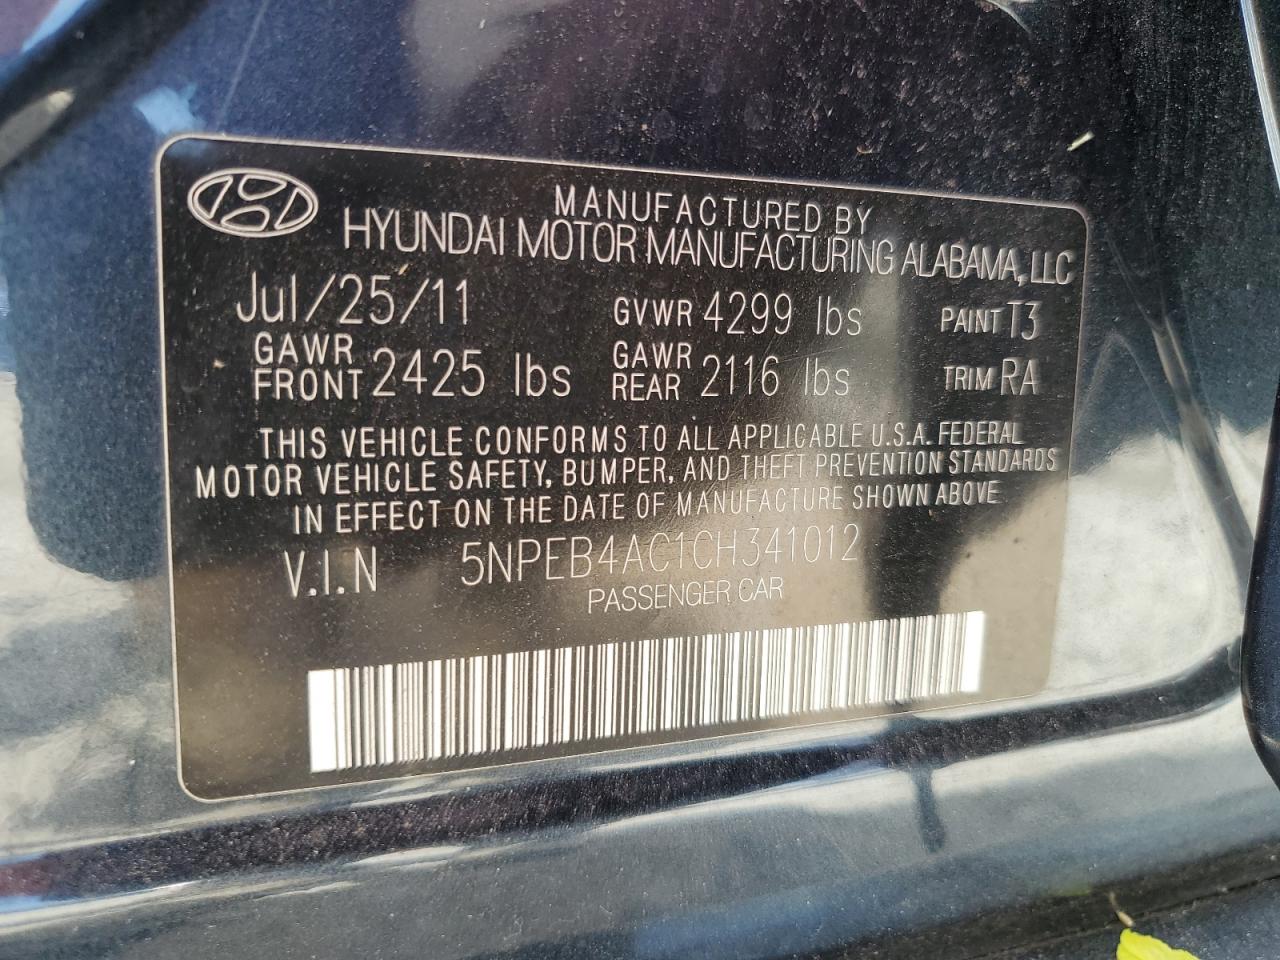 MANUFACTURED BY
HYUNDAI MOTOR MANUFACTURING ALABAMA, LLC
Jul/25/11 GVWR 4299 lbs PAINT T3
GAWR FRONT 2425 lbs GAWR REAR 2116 lbs TRIM RA
THIS VEHICLE CONFORMS TO ALL APPLICABLE U.S.A. FEDERAL
MOTOR VEHICLE SAFETY, BUMPER, AND THEFT PREVENTION STANDARDS
IN EFFECT ON THE DATE OF MANUFACTURE SHOWN ABOVE
V.I.N 5NPEB4AC1CH341012
PASSENGER CAR